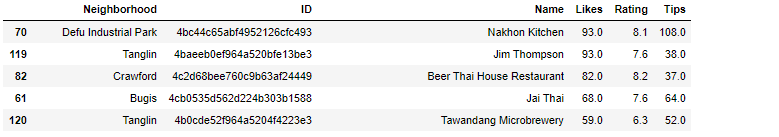 Neighborhood ID Name Likes Rating Tips
70 Defu Industrial Park 4bc44c65abf4952126cfc493 Nakhon Kitchen 93.0 8.1 108.0
119 Tanglin 4baeeb0ef964a520bfe13be3 Jim Thompson 93.0 7.6 38.0
82 Crawford 4c2d68bee760c9b63af24449 Beer Thai House Restaurant 82.0 8.2 37.0
61 Bugis 4cb0535d562d224b303b1588 Jai Thai 68.0 7.6 64.0
120 Tanglin 4b0cde52f964a5204f4223e3 Tawandang Microbrewery 59.0 6.3 52.0